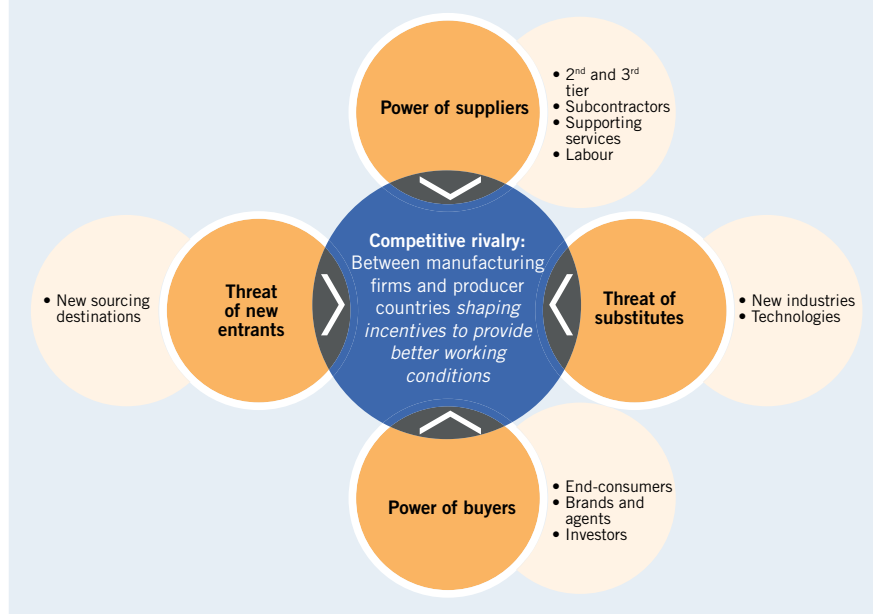 Power of suppliers
• 2nd and 3rd
tier
• Subcontractors
• Supporting
services
• Labour
• New sourcing
destinations
Threat
of new
entrants
Competitive rivalry:
Between manufacturing
firms and producer
countries shaping
incentives to provide
better working
conditions
Threat of
substitutes
• New industries
• Technologies
Power of buyers
• End-consumers
• Brands and
agents
• Investors